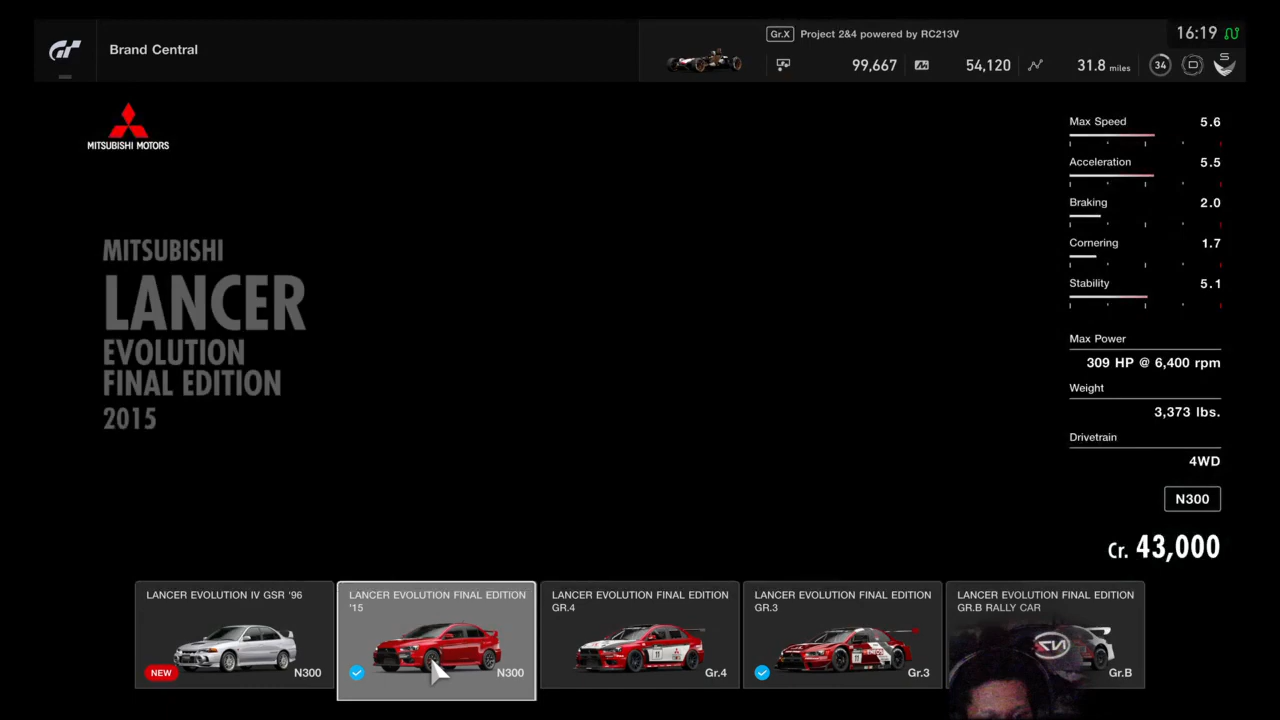 Brand Central
Gr.X Project 2&4 powered by RC213V
16:19
99,667
54,120
31.8 miles
34
S
MITSUBISHI MOTORS
MITSUBISHI
LANCER
EVOLUTION
FINAL EDITION
2015
Max Speed 5.6
Acceleration 5.5
Braking 2.0
Cornering 1.7
Stability 5.1
Max Power
309 HP @ 6,400 rpm
Weight
3,373 lbs.
Drivetrain
4WD
N300
Cr. 43,000
LANCER EVOLUTION IV GSR '96
NEW
N300
LANCER EVOLUTION FINAL EDITION
'15
N300
LANCER EVOLUTION FINAL EDITION
GR.4
Gr.4
LANCER EVOLUTION FINAL EDITION
GR.3
Gr.3
LANCER EVOLUTION FINAL EDITION
GR.B RALLY CAR
Gr.B